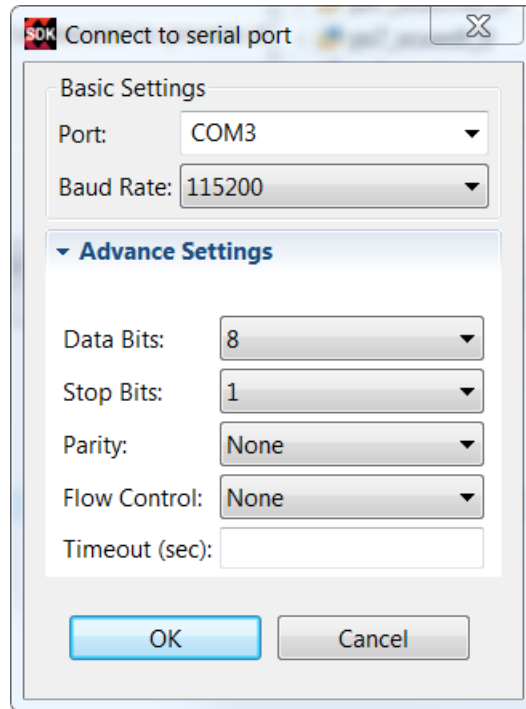 SDK Connect to serial port
Basic Settings
Port: COM3
Baud Rate: 115200
Advance Settings
Data Bits: 8
Stop Bits: 1
Parity: None
Flow Control: None
Timeout (sec):
OK Cancel